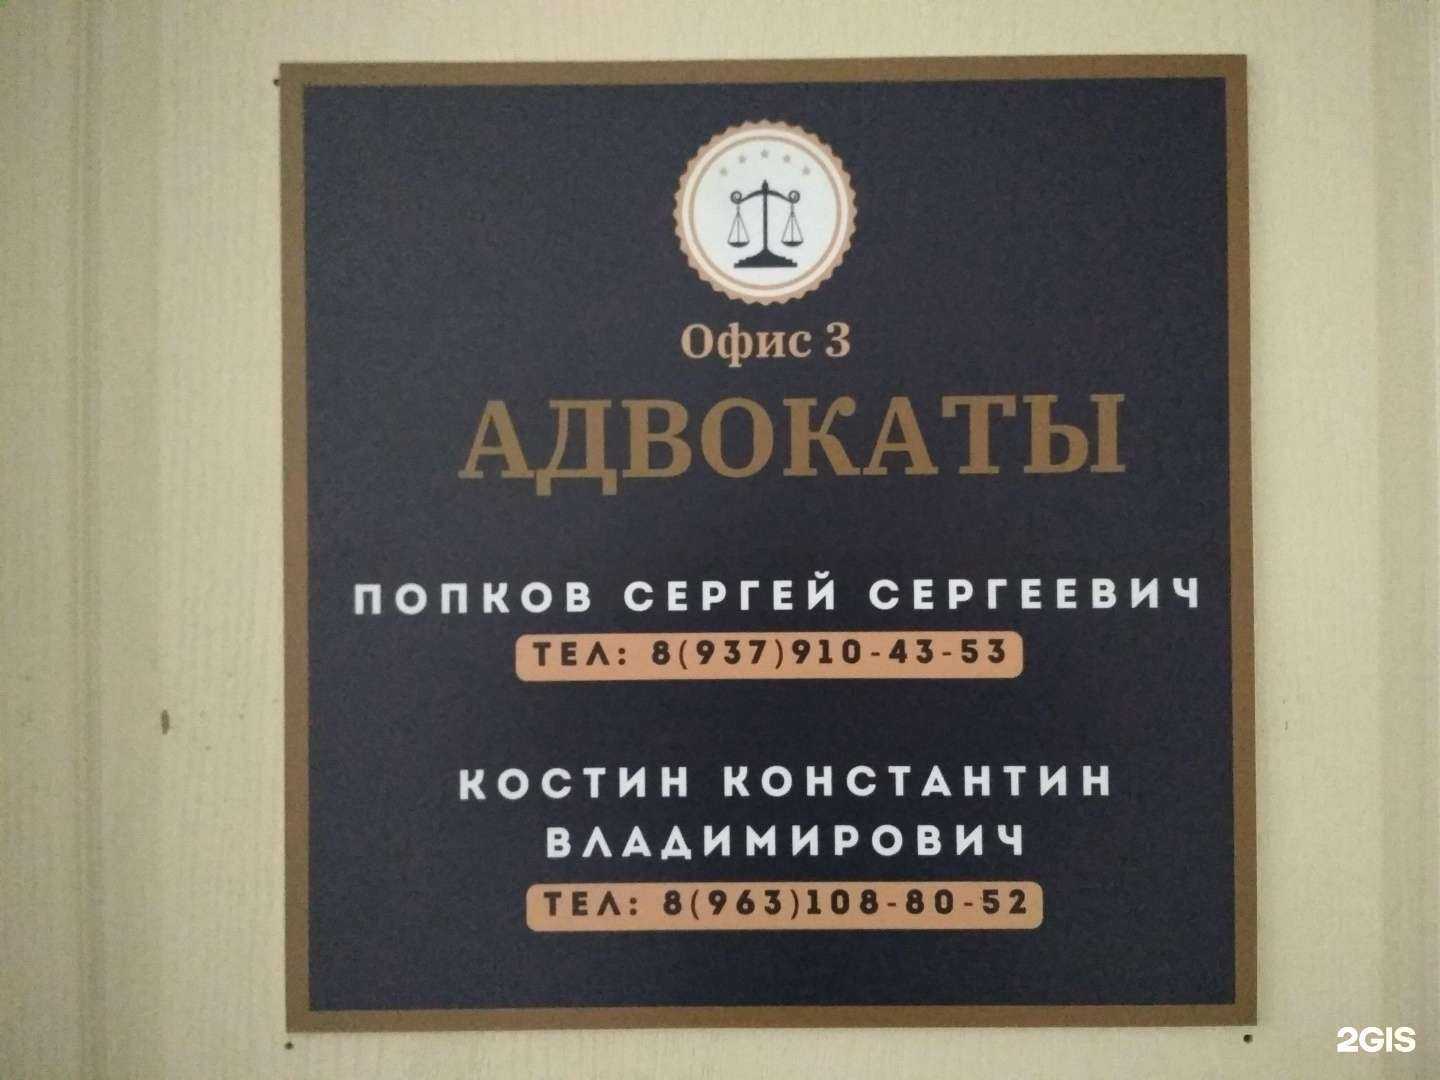 Офис 3
АДВОКАТЫ
ПОПКОВ СЕРГЕЙ СЕРГЕЕВИЧ
ТЕЛ: 8(937)910-43-53
КОСТИН КОНСТАНТИН
ВЛАДИМИРОВИЧ
ТЕЛ: 8(963)108-80-52
2GIS